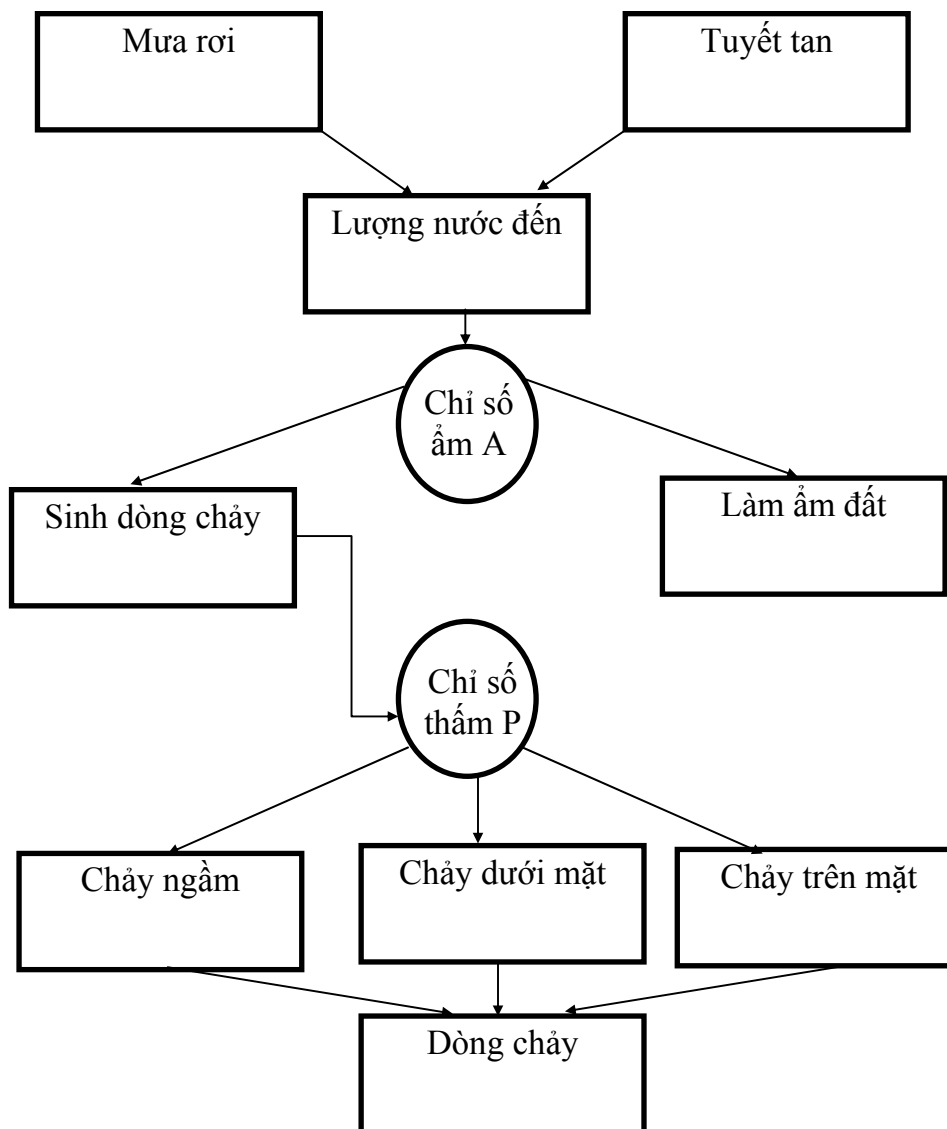 Mưa rơi
Tuyết tan
Lượng nước đến
Chỉ số
ẩm A
Sinh dòng chảy
Làm ẩm đất
Chỉ số
thấm P
Chảy ngầm
Chảy dưới mặt
Chảy trên mặt
Dòng chảy